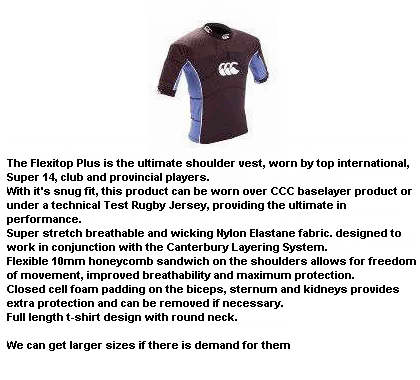 The Flexitop Plus is the ultimate shoulder vest, worn by top international,
Super 14, club and provincial players.
With it's snug fit, this product can be worn over CCC baselayer product or
under a technical Test Rugby Jersey, providing the ultimate in
performance.
Super stretch breathable and wicking Nylon Elastane fabric. designed to
work in conjunction with the Canterbury Layering System.
Flexible 10mm honeycomb sandwich on the shoulders allows for freedom
of movement, improved breathability and maximum protection.
Closed cell foam padding on the biceps, sternum and kidneys provides
extra protection and can be removed if necessary.
Full length t-shirt design with round neck.
We can get larger sizes if there is demand for them